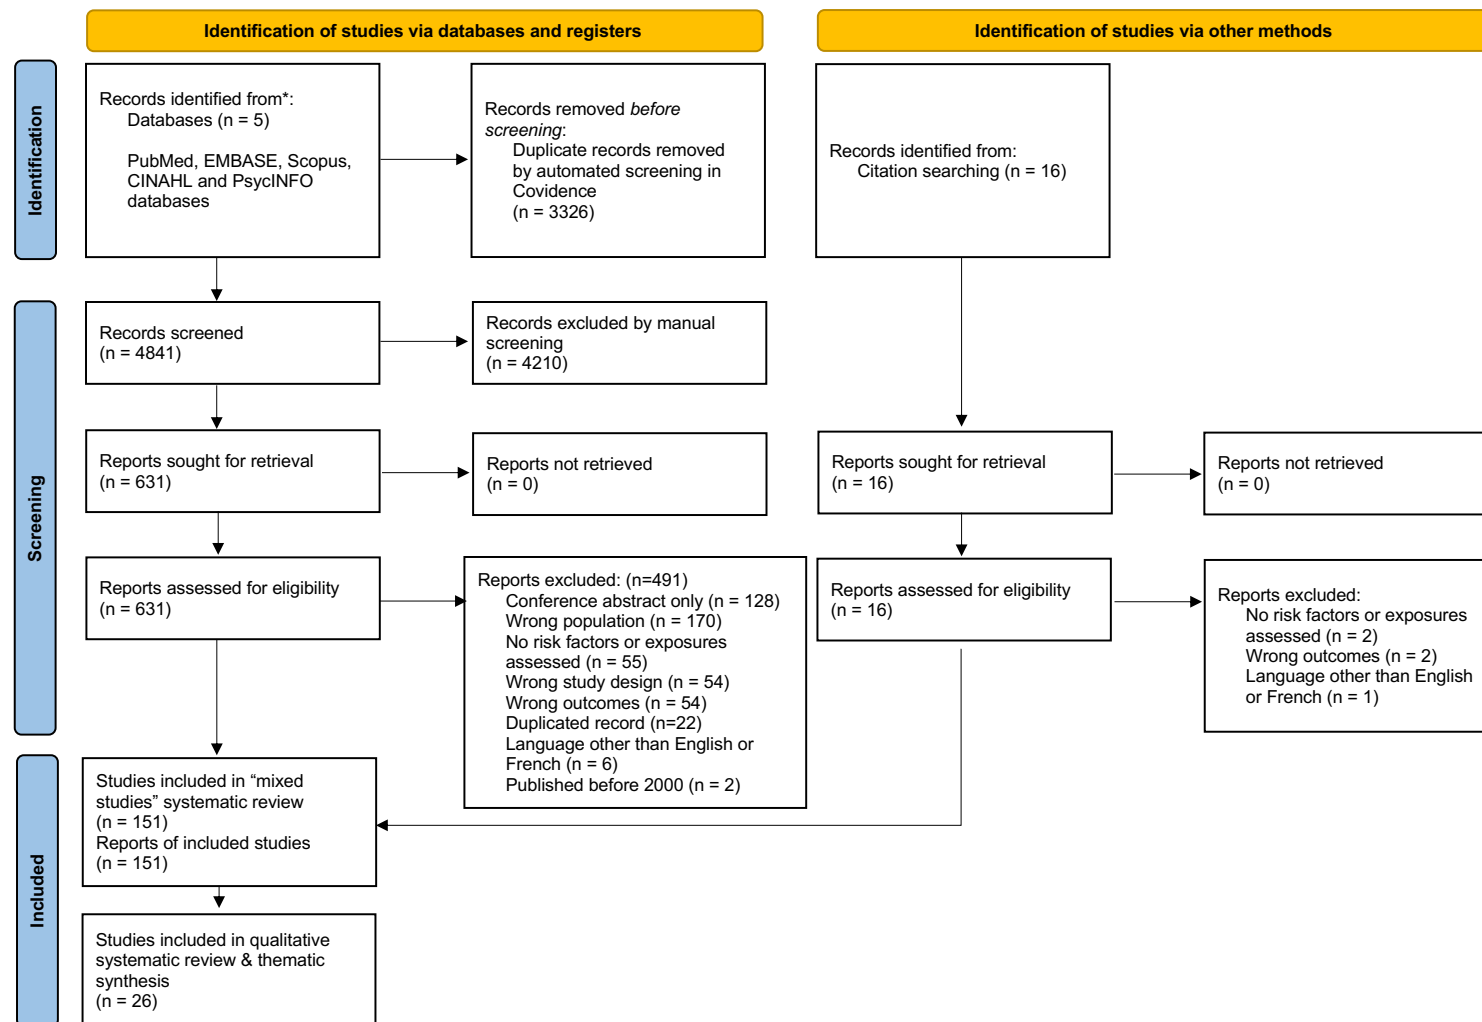 Identification of studies via databases and registers
Identification of studies via other methods
Identification
Records identified from*:
Databases (n = 5)
PubMed, EMBASE, Scopus,
CINAHL and PsycINFO
databases
Records removed before
screening:
Duplicate records removed
by automated screening in
Covidence
(n = 3326)
Records identified from:
Citation searching (n = 16)
Screening
Records screened
(n = 4841)
Records excluded by manual
screening
(n = 4210)
Reports sought for retrieval
(n = 631)
Reports not retrieved
(n = 0)
Reports sought for retrieval
(n = 16)
Reports not retrieved
(n = 0)
Reports assessed for eligibility
(n = 631)
Reports excluded: (n=491)
Conference abstract only (n = 128)
Wrong population (n = 170)
No risk factors or exposures
assessed (n = 55)
Wrong study design (n = 54)
Wrong outcomes (n = 54)
Duplicated record (n=22)
Language other than English or
French (n = 6)
Published before 2000 (n = 2)
Reports assessed for eligibility
(n = 16)
Reports excluded:
No risk factors or exposures
assessed (n = 2)
Wrong outcomes (n = 2)
Language other than English
or French (n = 1)
Included
Studies included in “mixed
studies” systematic review
(n = 151)
Reports of included studies
(n = 151)
Studies included in qualitative
systematic review & thematic
synthesis
(n = 26)